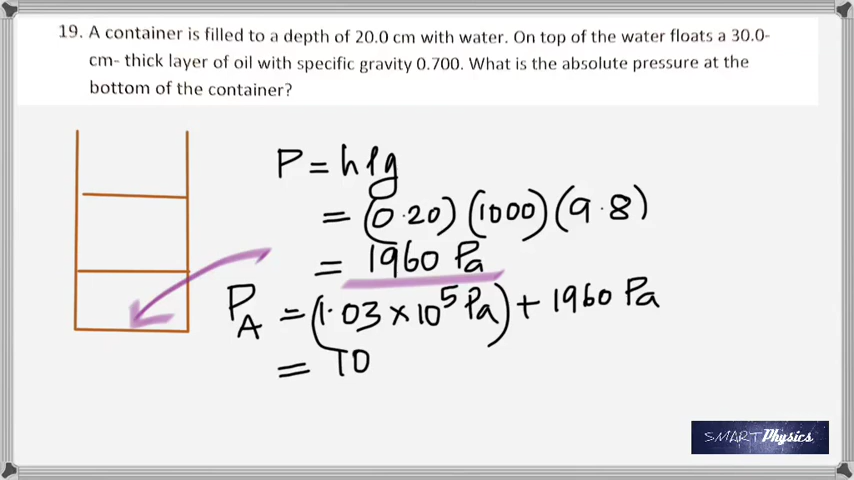 19. A container is filled to a depth of 20.0 cm with water. On top of the water floats a 30.0-
cm- thick layer of oil with specific gravity 0.700. What is the absolute pressure at the
bottom of the container?
P = hρg
= (0.20) (1000) (9.8)
= 1960 Pa
P_A = (1.03 × 10⁵ Pa) + 1960 Pa
= 10
SMART Physics